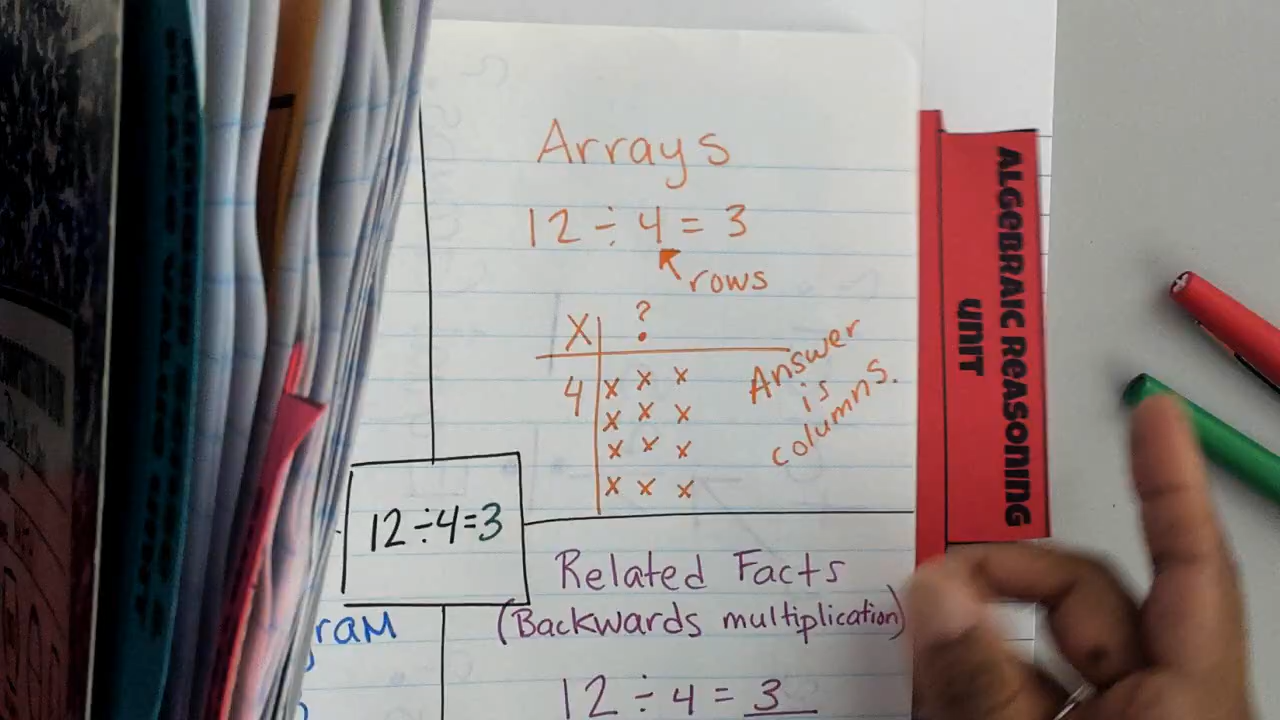 Arrays
12 ÷ 4 = 3
rows
X ?
4 x x x
x x x
x x x
x x x
Answer
is
columns.
12÷4=3
Related Facts
(Backwards multiplication)
12 ÷ 4 = 3
ram
ALGEBRAIC REASONING
UNIT